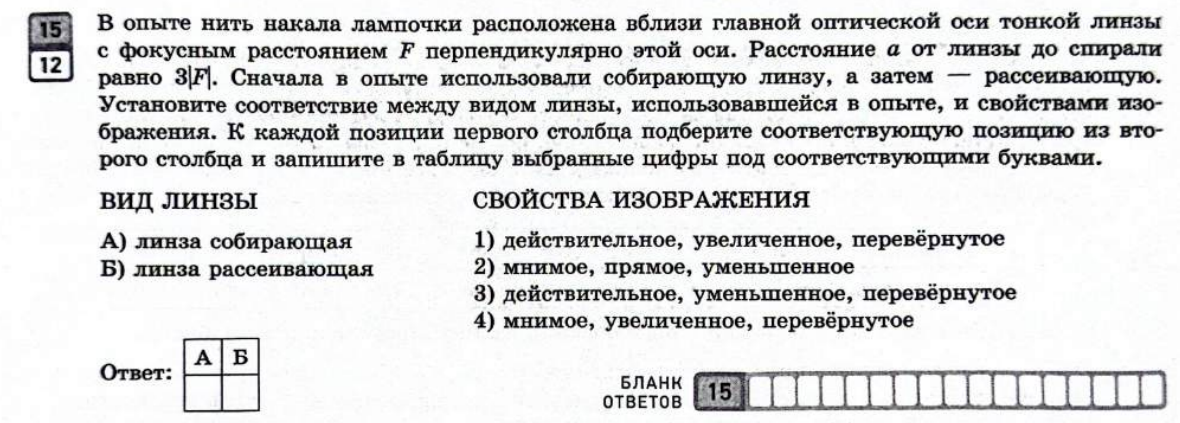 15
12
В опыте нить накала лампочки расположена вблизи главной оптической оси тонкой линзы
с фокусным расстоянием F перпендикулярно этой оси. Расстояние a от линзы до спирали
равно 3|F|. Сначала в опыте использовали собирающую линзу, а затем — рассеивающую.
Установите соответствие между видом линзы, использовавшейся в опыте, и свойствами изо-
бражения. К каждой позиции первого столбца подберите соответствующую позицию из вто-
рого столбца и запишите в таблицу выбранные цифры под соответствующими буквами.
ВИД ЛИНЗЫ
А) линза собирающая
Б) линза рассеивающая
СВОЙСТВА ИЗОБРАЖЕНИЯ
1) действительное, увеличенное, перевёрнутое
2) мнимое, прямое, уменьшенное
3) действительное, уменьшенное, перевёрнутое
4) мнимое, увеличенное, перевёрнутое
Ответ:
А Б
БЛАНК
ОТВЕТОВ
15